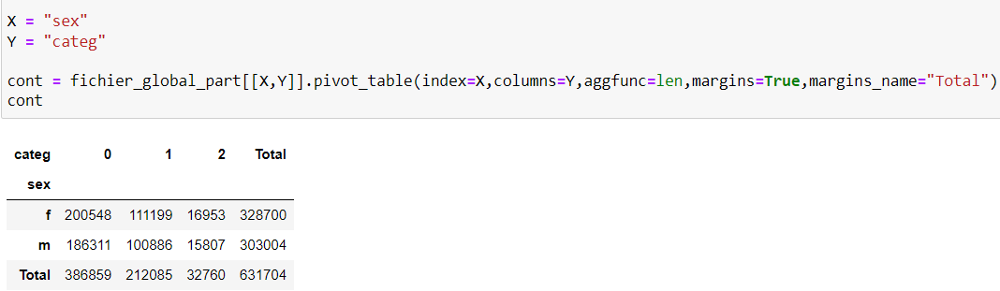 X = "sex"
Y = "categ"
cont = fichier_global_part[[X,Y]].pivot_table(index=X,columns=Y,aggfunc=len,margins=True,margins_name="Total")
cont
categ 0 1 2 Total
sex
f 200548 111199 16953 328700
m 186311 100886 15807 303004
Total 386859 212085 32760 631704